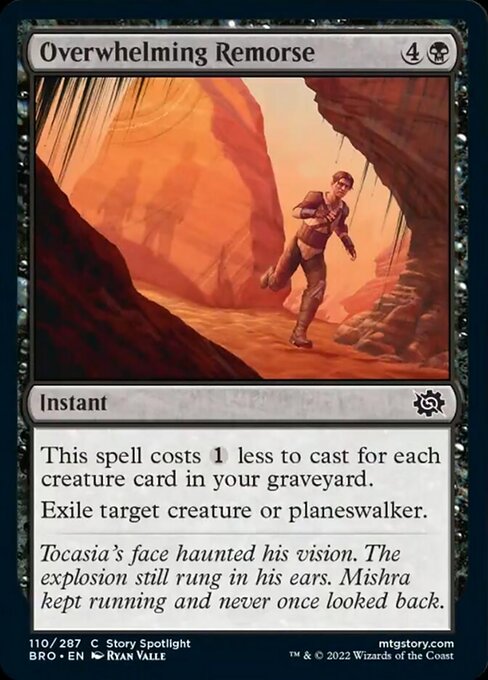 Overwhelming Remorse 4
Instant
This spell costs 1 less to cast for each
creature card in your graveyard.
Exile target creature or planeswalker.
Tocasia's face haunted his vision. The
explosion still rung in his ears. Mishra
kept running and never once looked back.
110/287 C Story Spotlight
mtgstory.com
BRO • EN Ryan Valle
™ & © 2022 Wizards of the Coast